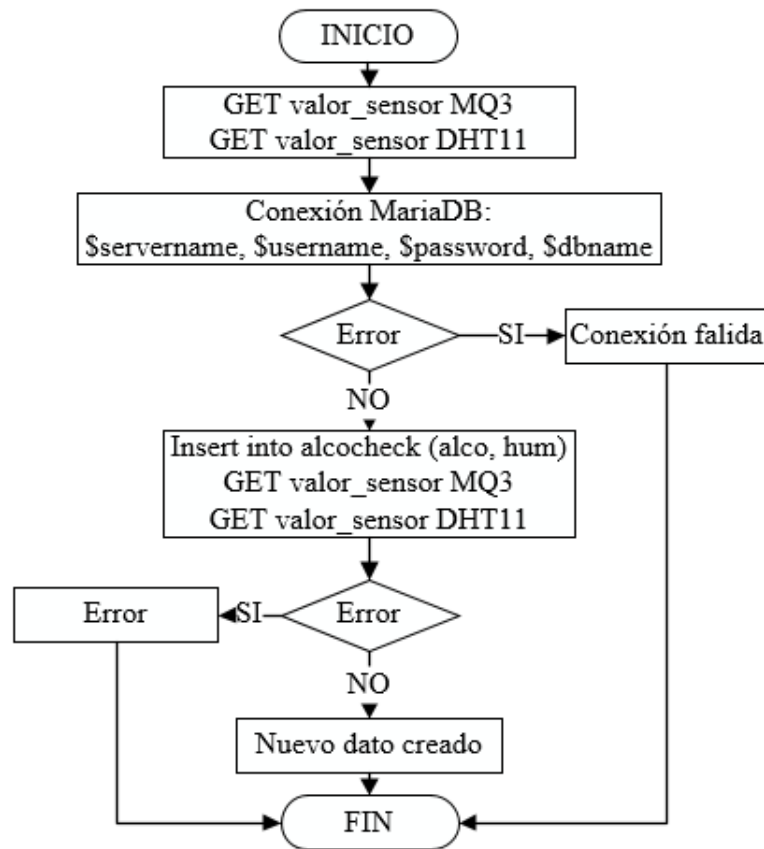 INICIO
GET valor_sensor MQ3
GET valor_sensor DHT11
Conexión MariaDB:
$servername, $username, $password, $dbname
Error
SI
Conexión falida
NO
Insert into alcocheck (alco, hum)
GET valor_sensor MQ3
GET valor_sensor DHT11
Error
SI
Error
NO
Nuevo dato creado
FIN